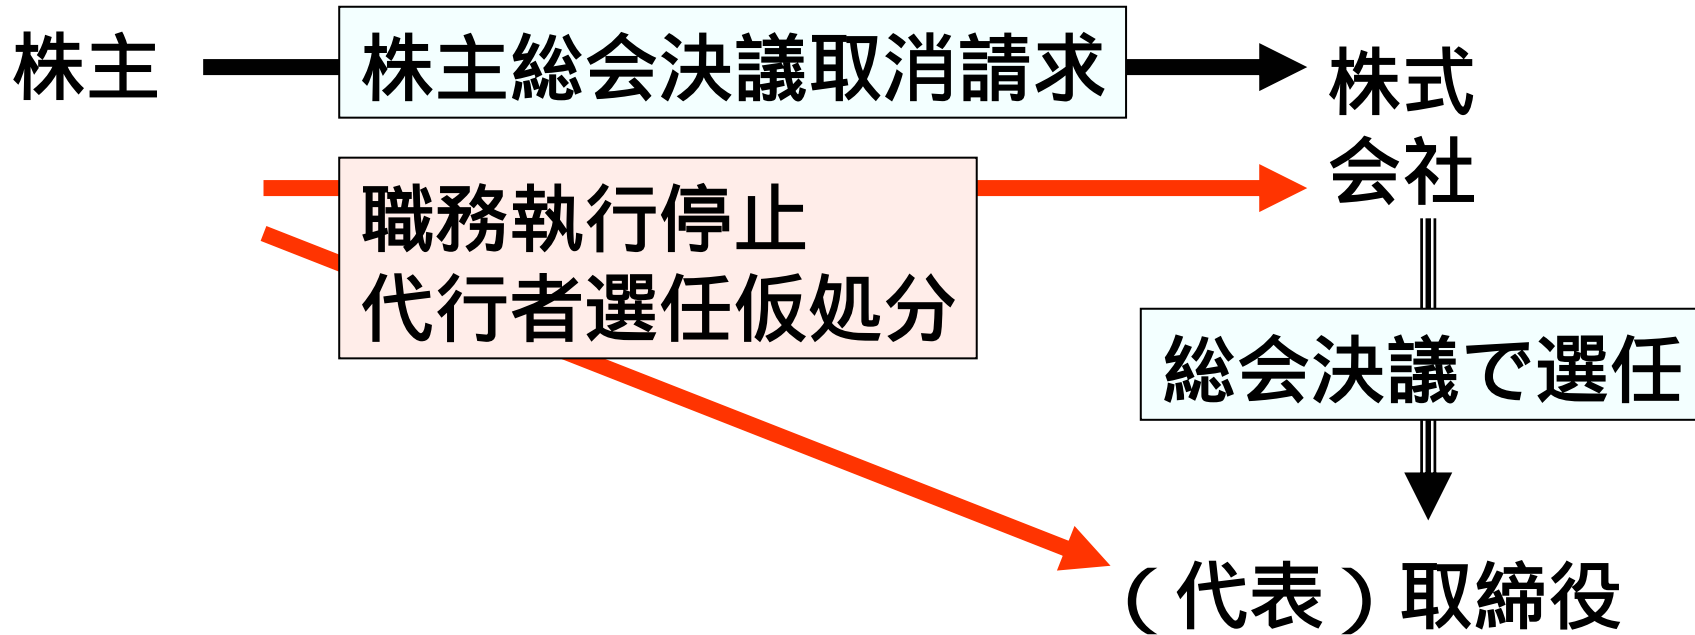 株主
株主総会決議取消請求
株式
会社
職務執行停止
代行者選任仮処分
総会決議で選任
（代表）取締役